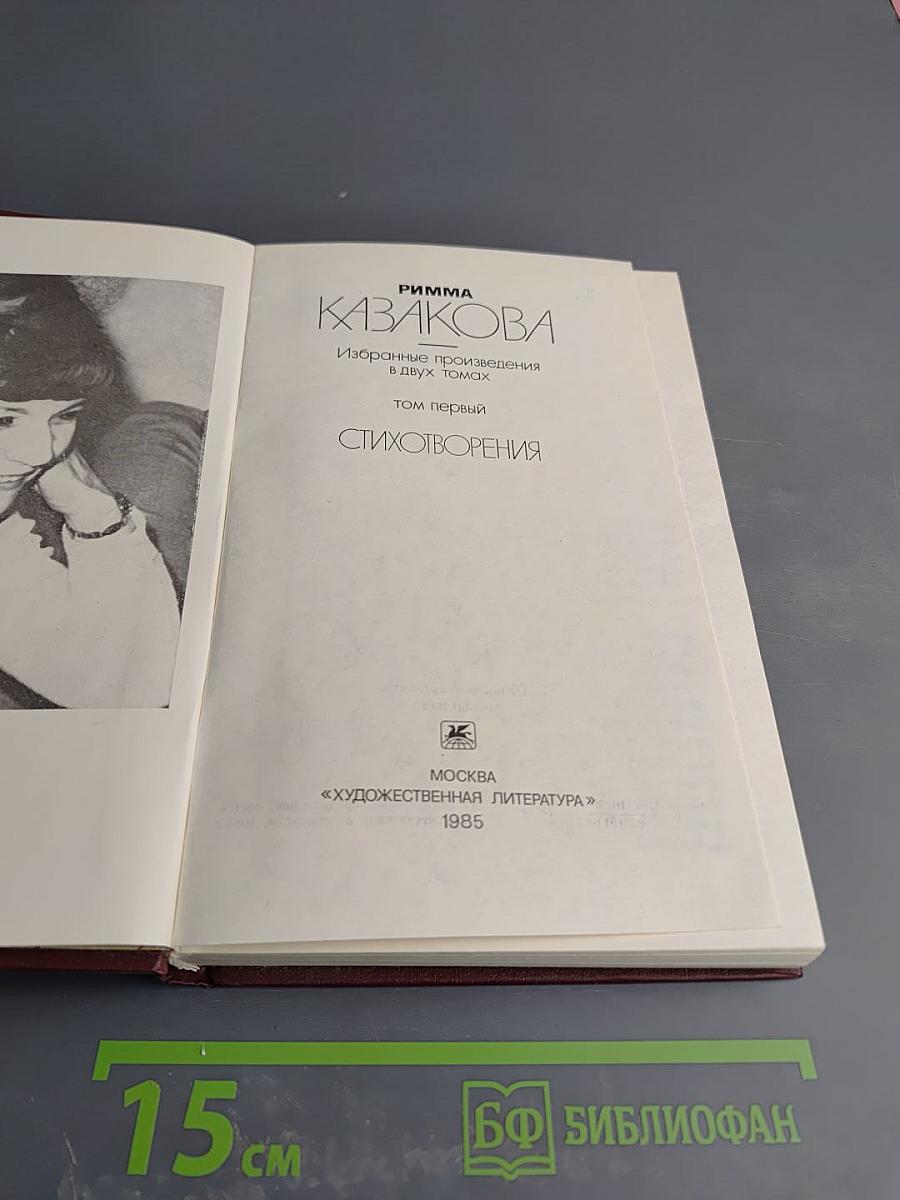 РИММА
КАЗАКОВА
Избранные произведения
в двух томах
том первый
СТИХОТВОРЕНИЯ
МОСКВА
«ХУДОЖЕСТВЕННАЯ ЛИТЕРАТУРА»
1985
15 см
БФ БИБЛИОФАН